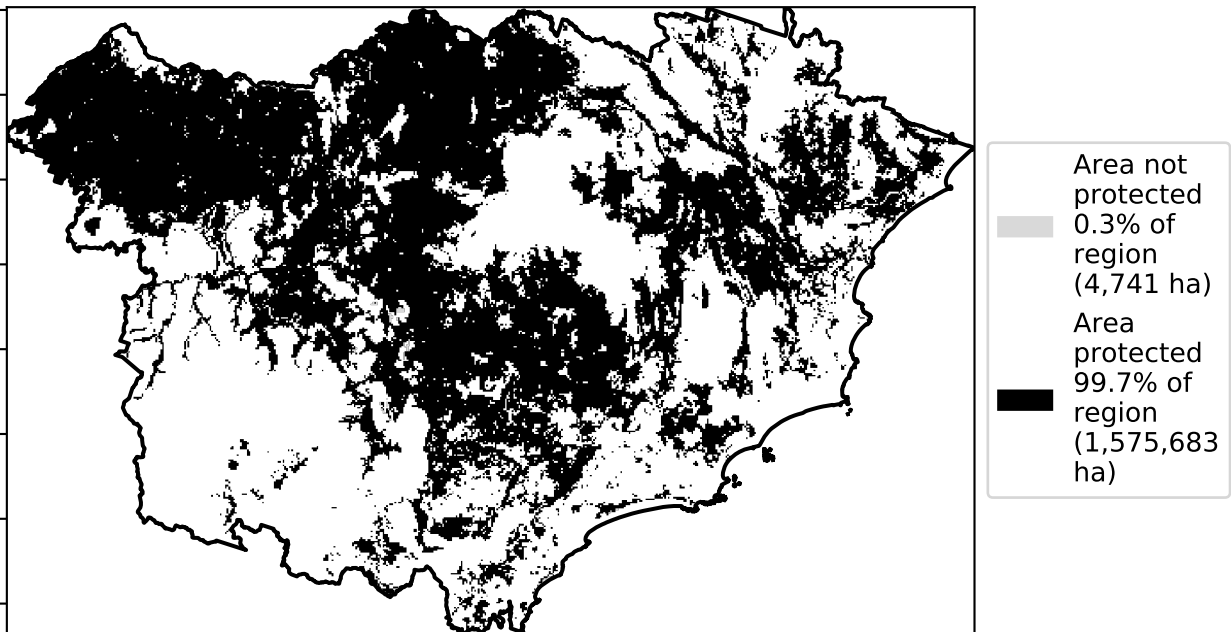 Area not
protected
0.3% of
region
(4,741 ha)
Area
protected
99.7% of
region
(1,575,683
ha)